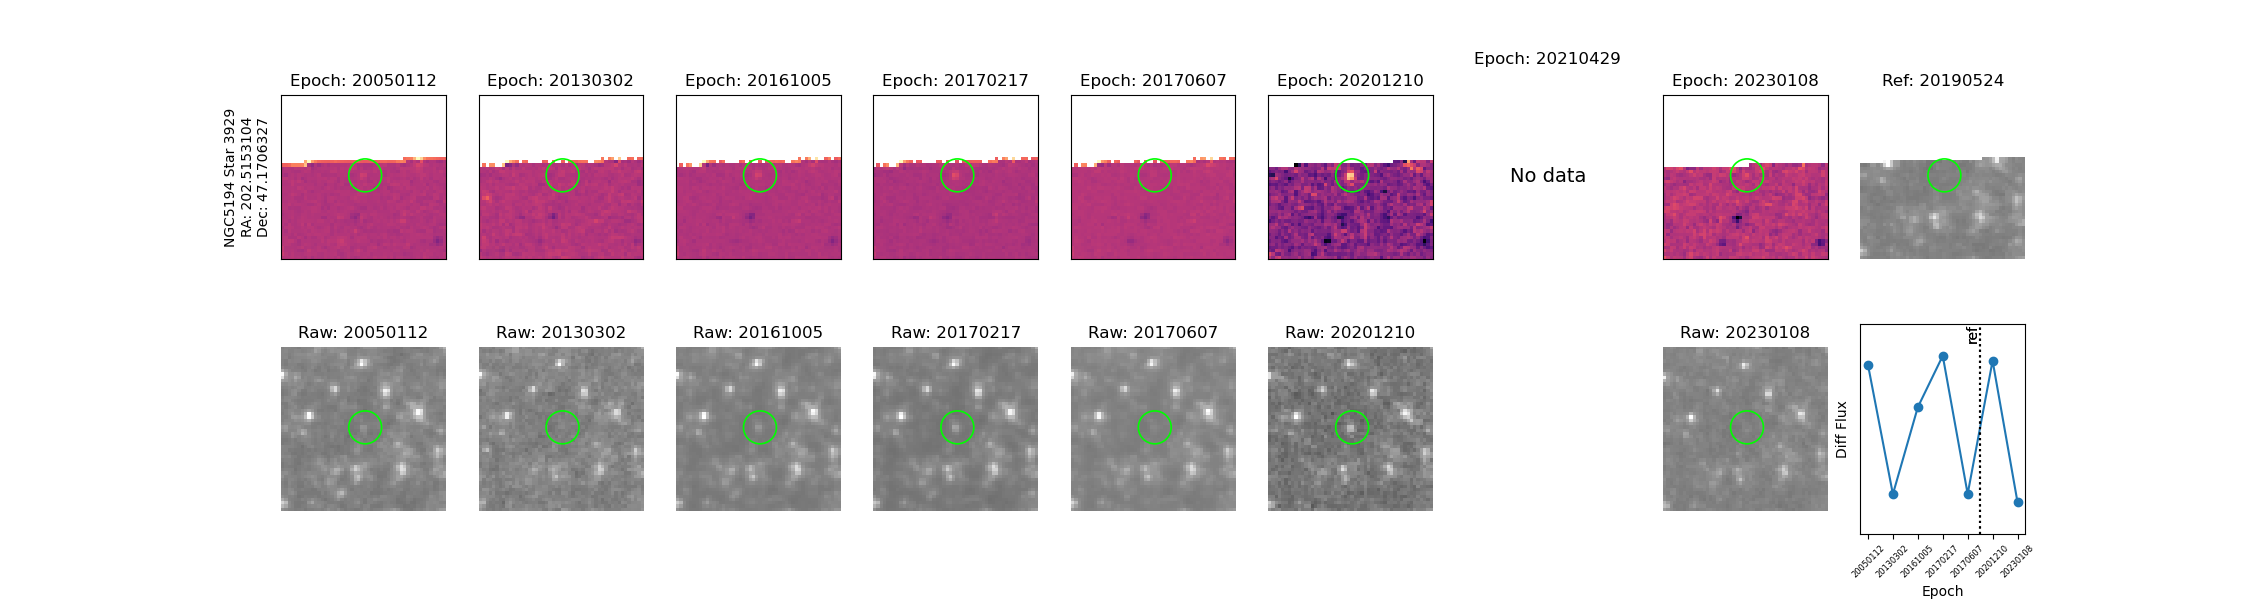 NGC5194 Star 3929
RA: 202.5153104
Dec: 47.1706327
Epoch: 20050112
Epoch: 20130302
Epoch: 20161005
Epoch: 20170217
Epoch: 20170607
Epoch: 20201210
Epoch: 20210429
No data
Epoch: 20230108
Ref: 20190524
Raw: 20050112
Raw: 20130302
Raw: 20161005
Raw: 20170217
Raw: 20170607
Raw: 20201210
Raw: 20230108
ref
Diff Flux
20050112
20130302
20161005
20170217
20170607
20201210
20230108
Epoch